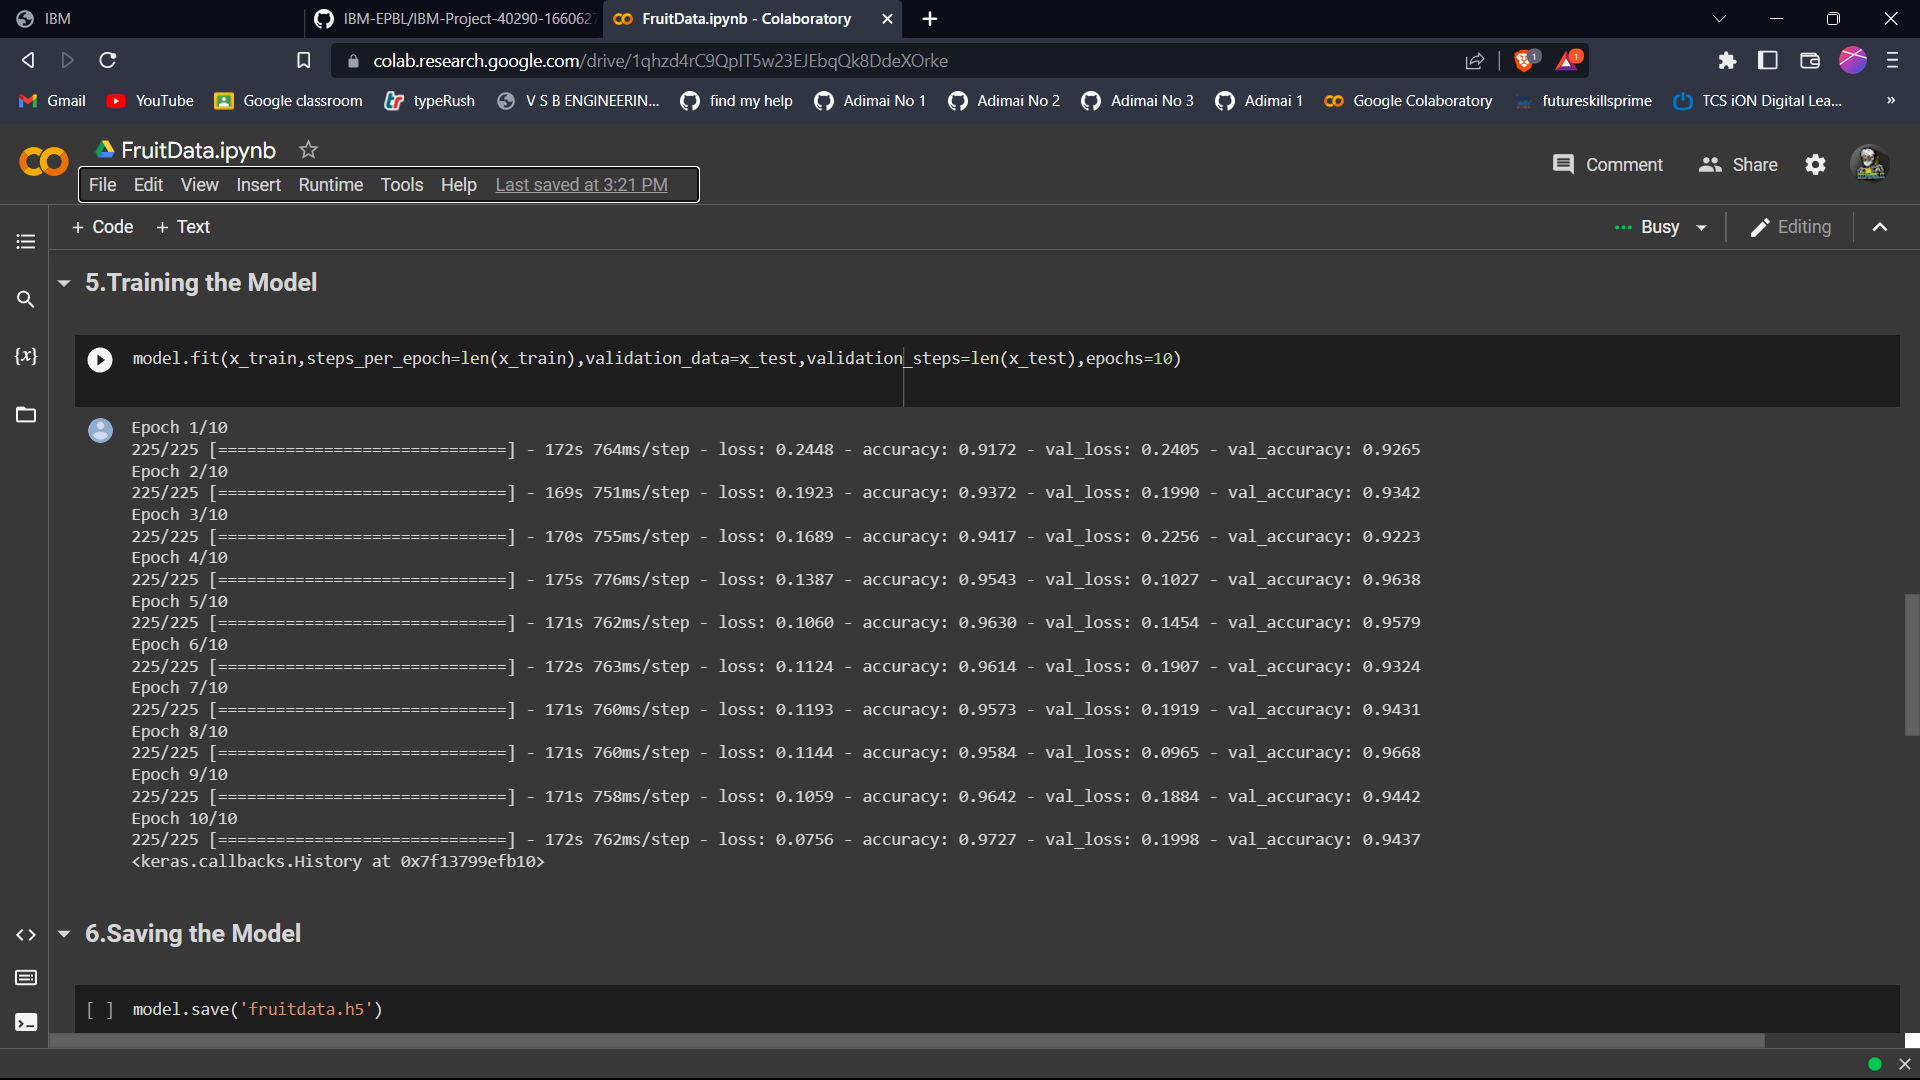 IBM
IBM-EPBL/IBM-Project-40290-166062
FruitData.ipynb - Colaboratory
colab.research.google.com/drive/1qhzd4rC9QpIT5w23EJEbqQk8DdeXOrke
1
1
Gmail
YouTube
Google classroom
typeRush
V S B ENGINEERIN...
find my help
Adimai No 1
Adimai No 2
Adimai No 3
Adimai 1
Google Colaboratory
futureskillsprime
TCS iON Digital Lea...
»
FruitData.ipynb
File Edit View Insert Runtime Tools Help Last saved at 3:21 PM
Comment
Share
+ Code + Text
Busy
Editing
5.Training the Model
{x}
model.fit(x_train,steps_per_epoch=len(x_train),validation_data=x_test,validation_steps=len(x_test),epochs=10)
Epoch 1/10
225/225 [==============================] - 172s 764ms/step - loss: 0.2448 - accuracy: 0.9172 - val_loss: 0.2405 - val_accuracy: 0.9265
Epoch 2/10
225/225 [==============================] - 169s 751ms/step - loss: 0.1923 - accuracy: 0.9372 - val_loss: 0.1990 - val_accuracy: 0.9342
Epoch 3/10
225/225 [==============================] - 170s 755ms/step - loss: 0.1689 - accuracy: 0.9417 - val_loss: 0.2256 - val_accuracy: 0.9223
Epoch 4/10
225/225 [==============================] - 175s 776ms/step - loss: 0.1387 - accuracy: 0.9543 - val_loss: 0.1027 - val_accuracy: 0.9638
Epoch 5/10
225/225 [==============================] - 171s 762ms/step - loss: 0.1060 - accuracy: 0.9630 - val_loss: 0.1454 - val_accuracy: 0.9579
Epoch 6/10
225/225 [==============================] - 172s 763ms/step - loss: 0.1124 - accuracy: 0.9614 - val_loss: 0.1907 - val_accuracy: 0.9324
Epoch 7/10
225/225 [==============================] - 171s 760ms/step - loss: 0.1193 - accuracy: 0.9573 - val_loss: 0.1919 - val_accuracy: 0.9431
Epoch 8/10
225/225 [==============================] - 171s 760ms/step - loss: 0.1144 - accuracy: 0.9584 - val_loss: 0.0965 - val_accuracy: 0.9668
Epoch 9/10
225/225 [==============================] - 171s 758ms/step - loss: 0.1059 - accuracy: 0.9642 - val_loss: 0.1884 - val_accuracy: 0.9442
Epoch 10/10
225/225 [==============================] - 172s 762ms/step - loss: 0.0756 - accuracy: 0.9727 - val_loss: 0.1998 - val_accuracy: 0.9437
<keras.callbacks.History at 0x7f13799efb10>
6.Saving the Model
[ ] model.save('fruitdata.h5')